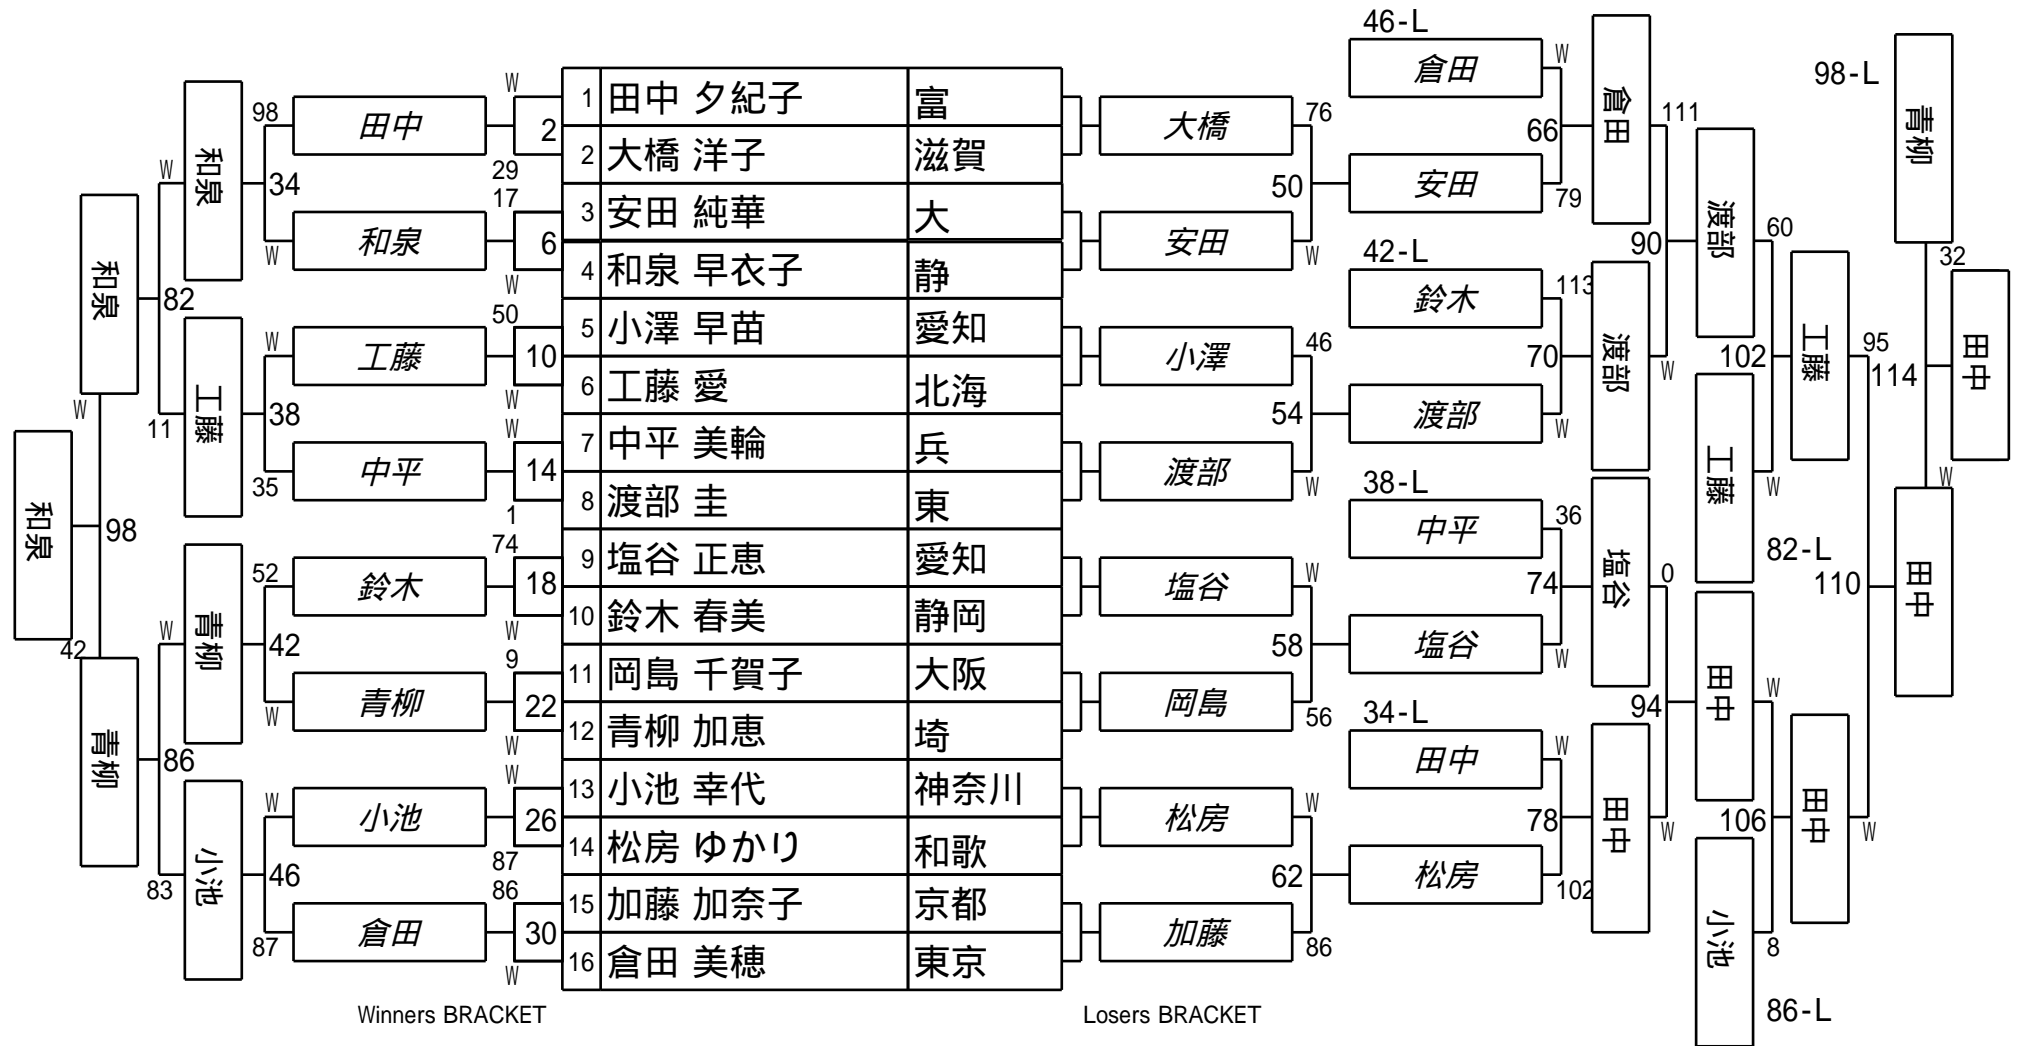 46-L
倉田
W
98-L
青柳
1 田中 夕紀子 富
2 大橋 洋子 滋賀
3 安田 純華 大
4 和泉 早衣子 静
5 小澤 早苗 愛知
6 工藤 愛 北海
7 中平 美輪 兵
8 渡部 圭 東
9 塩谷 正恵 愛知
10 鈴木 春美 静岡
11 岡島 千賀子 大阪
12 青柳 加恵 埼
13 小池 幸代 神奈川
14 松房 ゆかり 和歌
15 加藤 加奈子 京都
16 倉田 美穂 東京
W
2
29
17
6
W
50
10
W
W
14
1
74
18
W
9
22
W
W
26
87
86
30
W
98
田中
34
和泉
W
W
工藤
38
中平
35
52
鈴木
42
青柳
W
W
小池
46
倉田
87
W
和泉
82
工藤
11
W
青柳
86
小池
83
和泉
W
98
和泉
42
青柳
大橋
76
50
安田
W
小澤
46
54
渡部
W
塩谷
W
58
岡島
56
松房
W
62
加藤
86
66
安田
79
42-L
鈴木
113
70
渡部
W
38-L
中平
36
74
塩谷
W
34-L
田中
W
78
松房
102
倉田
111
90
渡部
W
塩谷
0
94
田中
W
渡部
60
102
工藤
W
82-L
田中
W
106
小池
8
86-L
工藤
95
110
田中
W
32
114
田中
W
田中
Winners BRACKET
Losers BRACKET